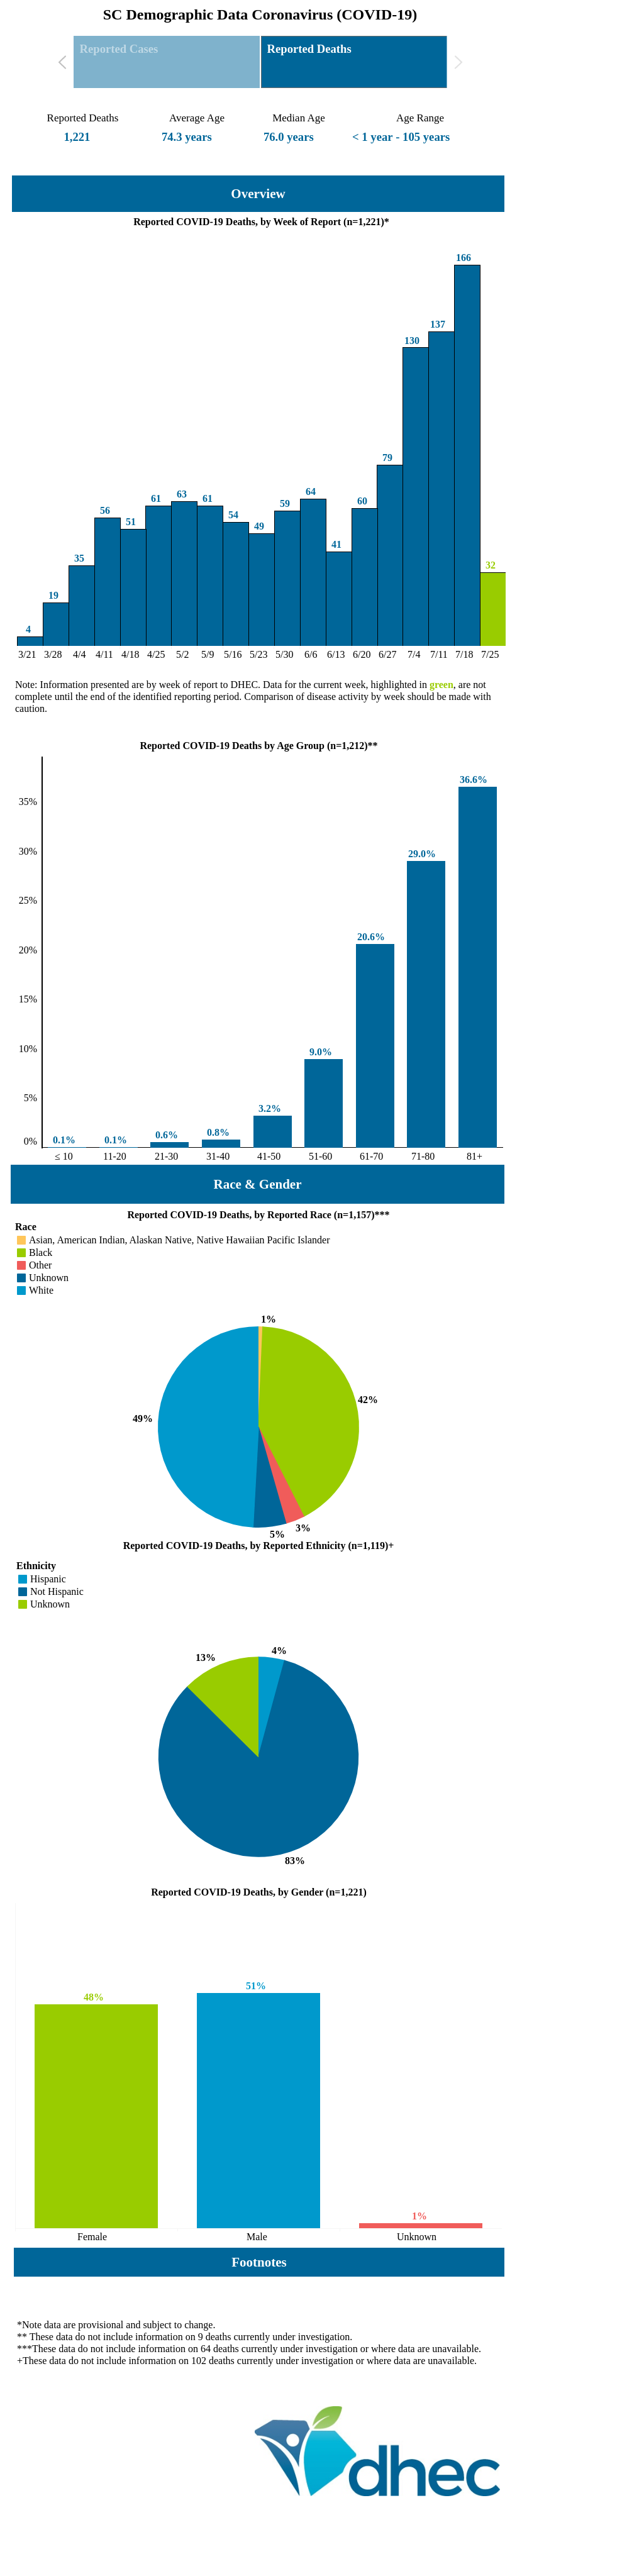 SC Demographic Data Coronavirus (COVID-19)
Reported Cases
Reported Deaths
Reported Deaths Average Age Median Age Age Range
1,221 74.3 years 76.0 years < 1 year - 105 years
Overview
Reported COVID-19 Deaths, by Week of Report (n=1,221)*
4 19 35 56 51 61 63 61 54 49 59 64 41 60 79 130 137 166 32
3/21 3/28 4/4 4/11 4/18 4/25 5/2 5/9 5/16 5/23 5/30 6/6 6/13 6/20 6/27 7/4 7/11 7/18 7/25
Note: Information presented are by week of report to DHEC. Data for the current week, highlighted in green, are not
complete until the end of the identified reporting period. Comparison of disease activity by week should be made with
caution.
Reported COVID-19 Deaths by Age Group (n=1,212)**
35%
30%
25%
20%
15%
10%
5%
0%
0.1% 0.1% 0.6% 0.8% 3.2% 9.0% 20.6% 29.0% 36.6%
≤ 10 11-20 21-30 31-40 41-50 51-60 61-70 71-80 81+
Race & Gender
Reported COVID-19 Deaths, by Reported Race (n=1,157)***
Race
Asian, American Indian, Alaskan Native, Native Hawaiian Pacific Islander
Black
Other
Unknown
White
1%
42%
49%
3%
5%
Reported COVID-19 Deaths, by Reported Ethnicity (n=1,119)+
Ethnicity
Hispanic
Not Hispanic
Unknown
4%
13%
83%
Reported COVID-19 Deaths, by Gender (n=1,221)
48% 51% 1%
Female Male Unknown
Footnotes
*Note data are provisional and subject to change.
** These data do not include information on 9 deaths currently under investigation.
***These data do not include information on 64 deaths currently under investigation or where data are unavailable.
+These data do not include information on 102 deaths currently under investigation or where data are unavailable.
dhec